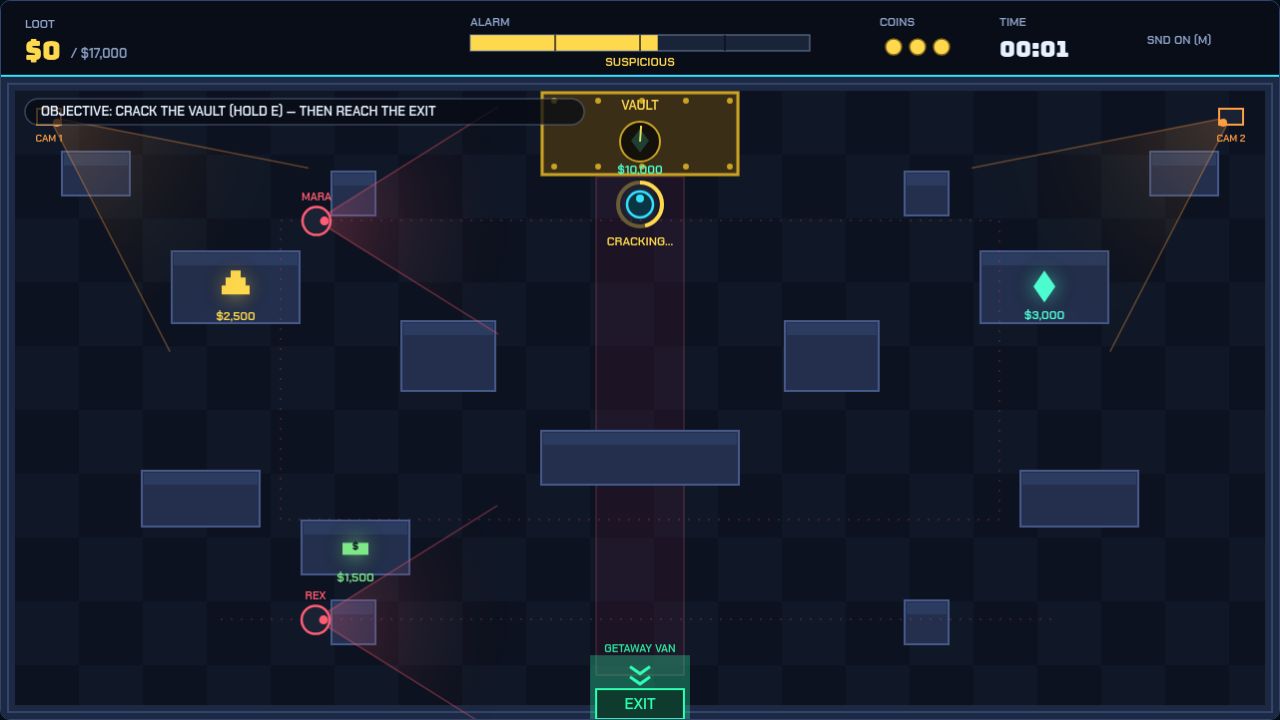 LOOT
$0 / $17,000
ALARM
SUSPICIOUS
COINS
TIME
00:01
SND ON (M)
OBJECTIVE: CRACK THE VAULT (HOLD E) — THEN REACH THE EXIT
CAM 1
VAULT
$10,000
CAM 2
MARA
CRACKING...
$2,500
$3,000
$
$1,500
REX
GETAWAY VAN
EXIT